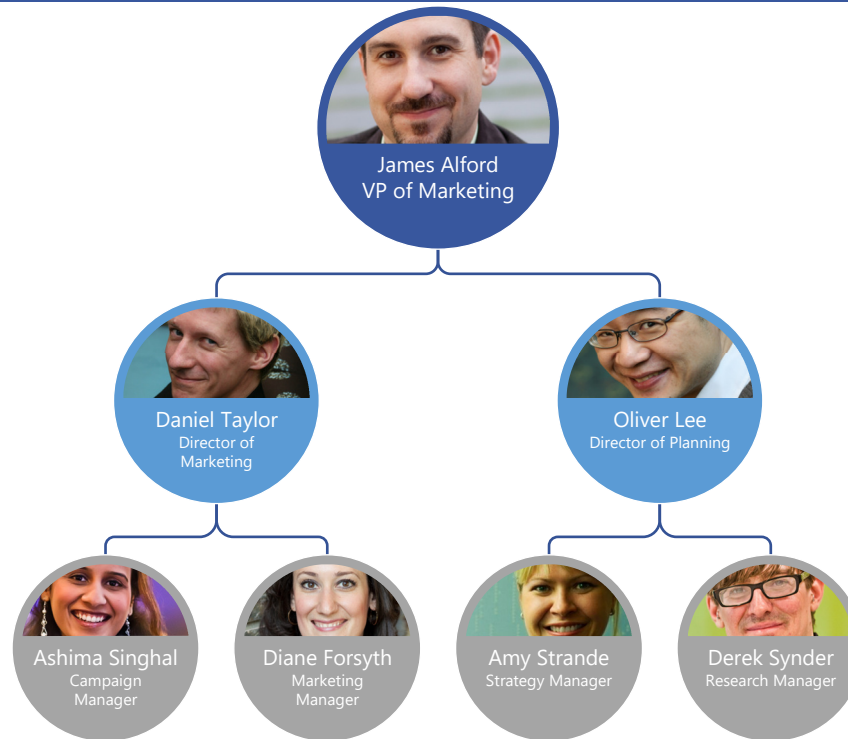 James Alford
VP of Marketing
Daniel Taylor
Director of
Marketing
Oliver Lee
Director of Planning
Ashima Singhal
Campaign
Manager
Diane Forsyth
Marketing
Manager
Amy Strande
Strategy Manager
Derek Synder
Research Manager